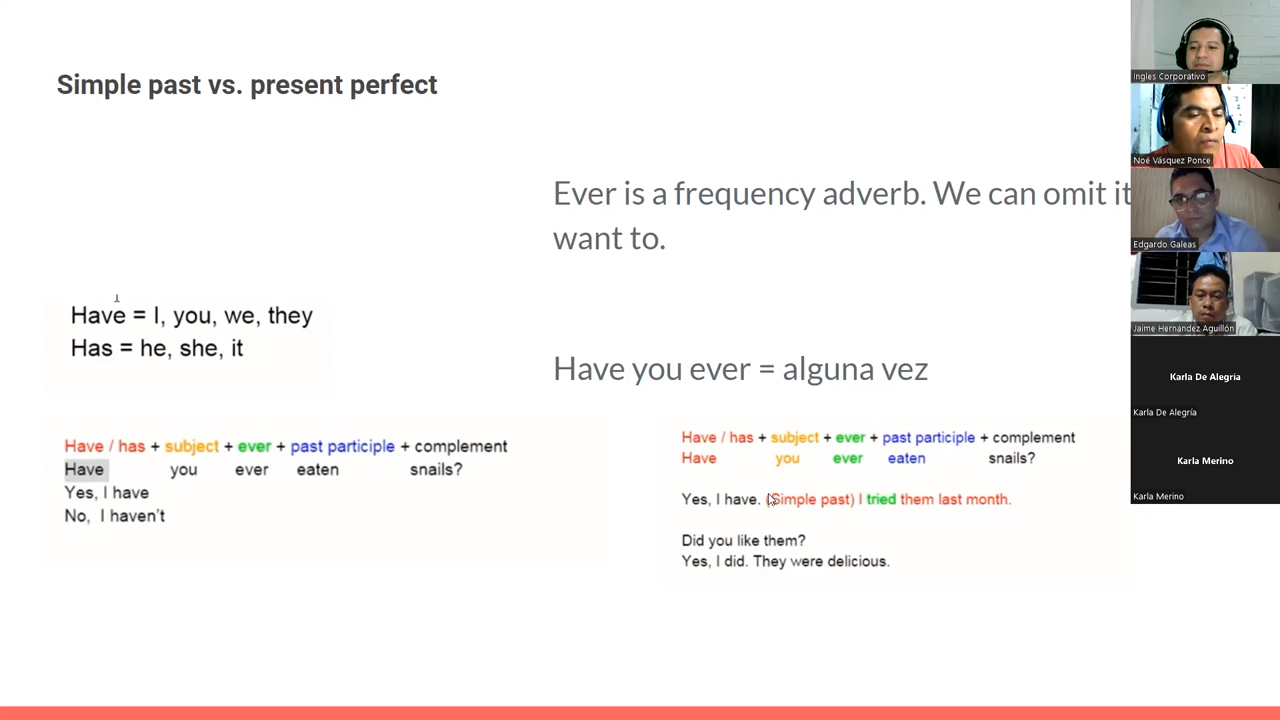 Simple past vs. present perfect
Ever is a frequency adverb. We can omit it
want to.
Have = I, you, we, they
Has = he, she, it
Have you ever = alguna vez
Have / has + subject + ever + past participle + complement
Have you ever eaten snails?
Yes, I have
No, I haven't
Have / has + subject + ever + past participle + complement
Have you ever eaten snails?
Yes, I have. (Simple past) I tried them last month.
Did you like them?
Yes, I did. They were delicious.
Ingles Corporativo
Noé Vásquez Ponce
Edgardo Galeas
Jaime Hernández Aguillón
Karla De Alegría
Karla De Alegría
Karla Merino
Karla Merino